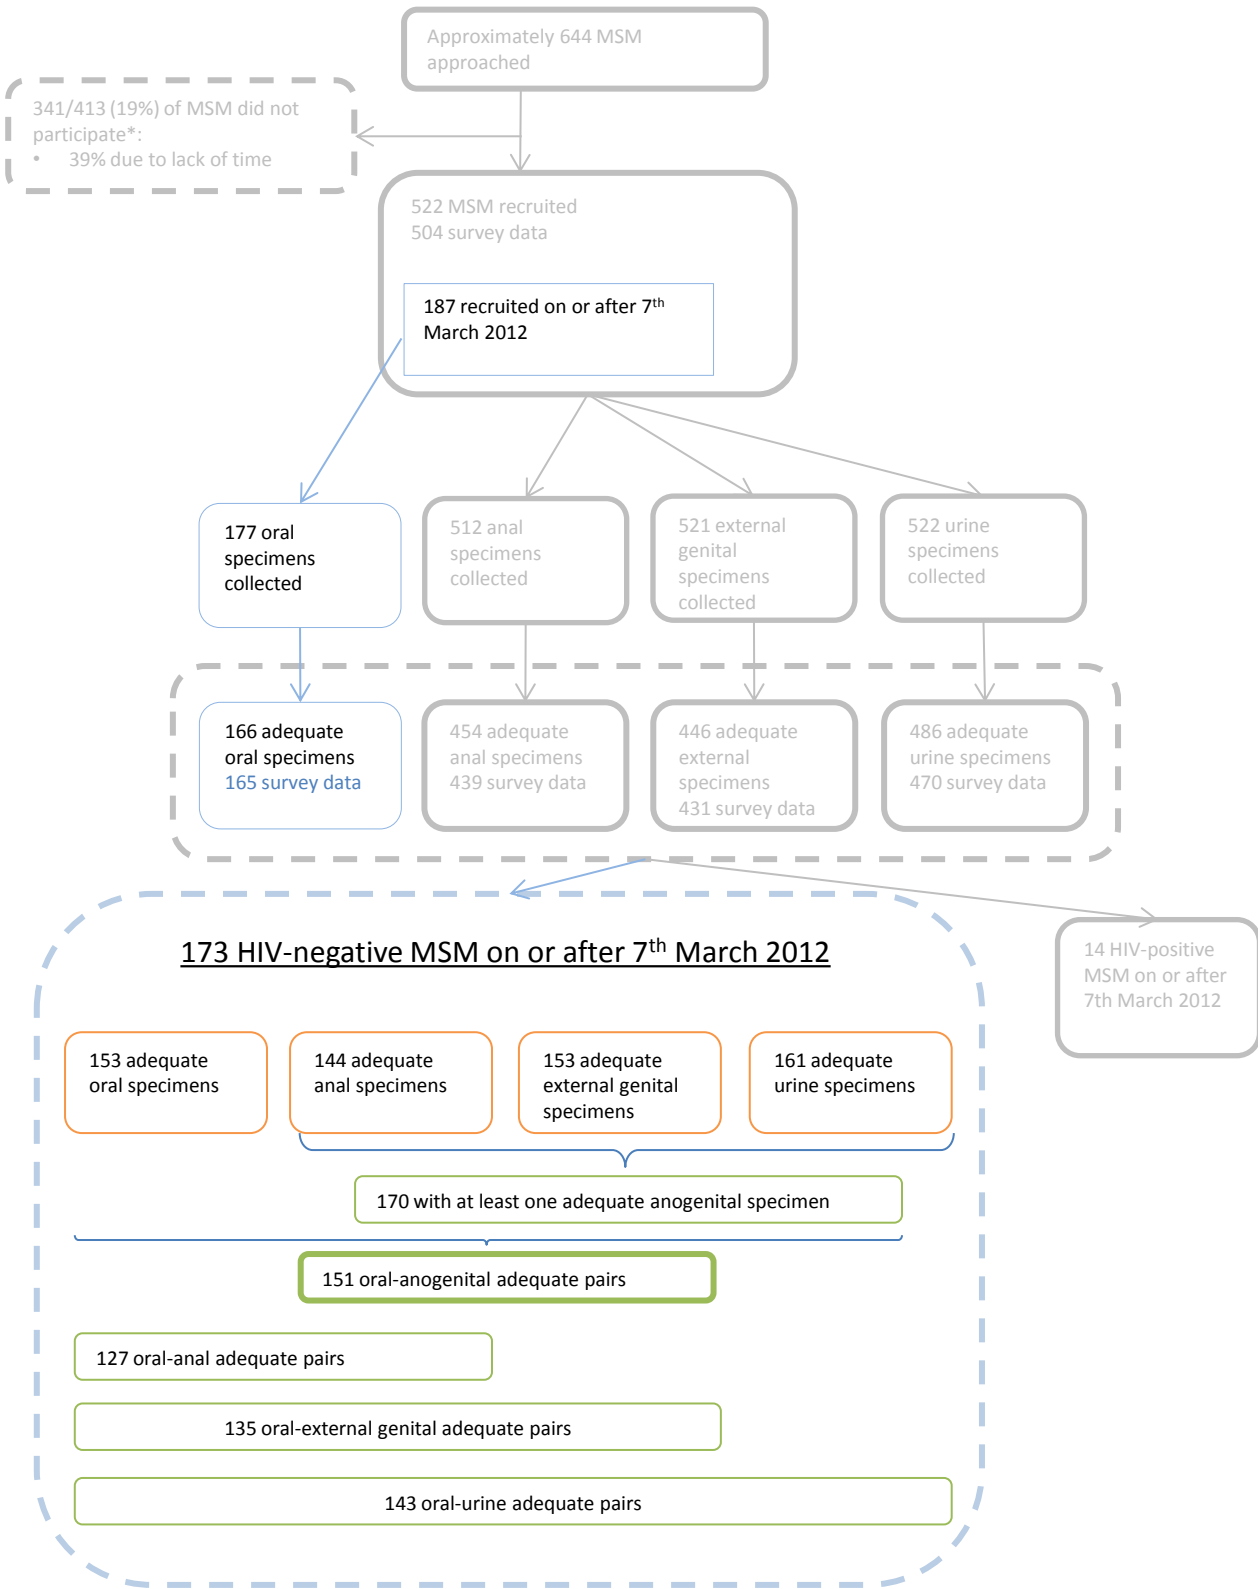 Approximately 644 MSM
approached
341/413 (19%) of MSM did not
participate*:
• 39% due to lack of time
522 MSM recruited
504 survey data
187 recruited on or after 7th
March 2012
177 oral
specimens
collected
512 anal
specimens
collected
521 external
genital
specimens
collected
522 urine
specimens
collected
166 adequate
oral specimens
165 survey data
454 adequate
anal specimens
439 survey data
446 adequate
external
specimens
431 survey data
486 adequate
urine specimens
470 survey data
173 HIV-negative MSM on or after 7th March 2012
14 HIV-positive
MSM on or after
7th March 2012
153 adequate
oral specimens
144 adequate
anal specimens
153 adequate
external genital
specimens
161 adequate
urine specimens
170 with at least one adequate anogenital specimen
151 oral-anogenital adequate pairs
127 oral-anal adequate pairs
135 oral-external genital adequate pairs
143 oral-urine adequate pairs